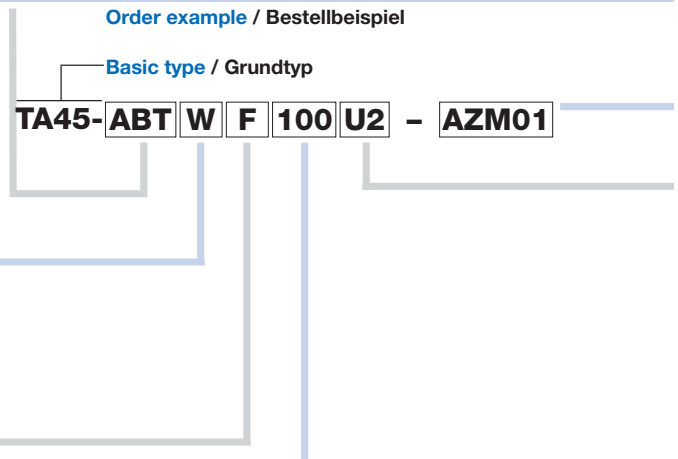 Order example / Bestellbeispiel
Basic type / Grundtyp
TA45- ABT W F 100 U2 – AZM01